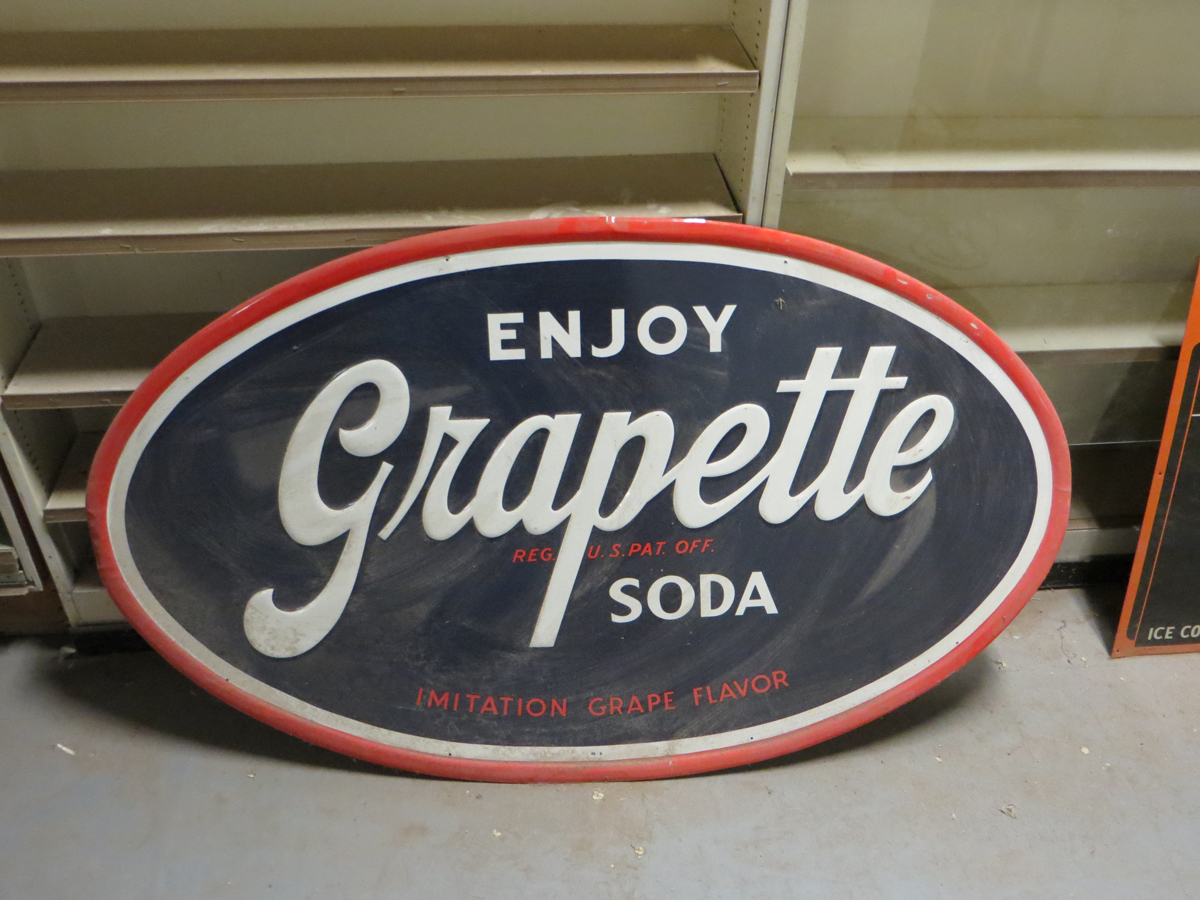 ENJOY
Grapette
REG. U.S. PAT. OFF.
SODA
IMITATION GRAPE FLAVOR
ICE CO